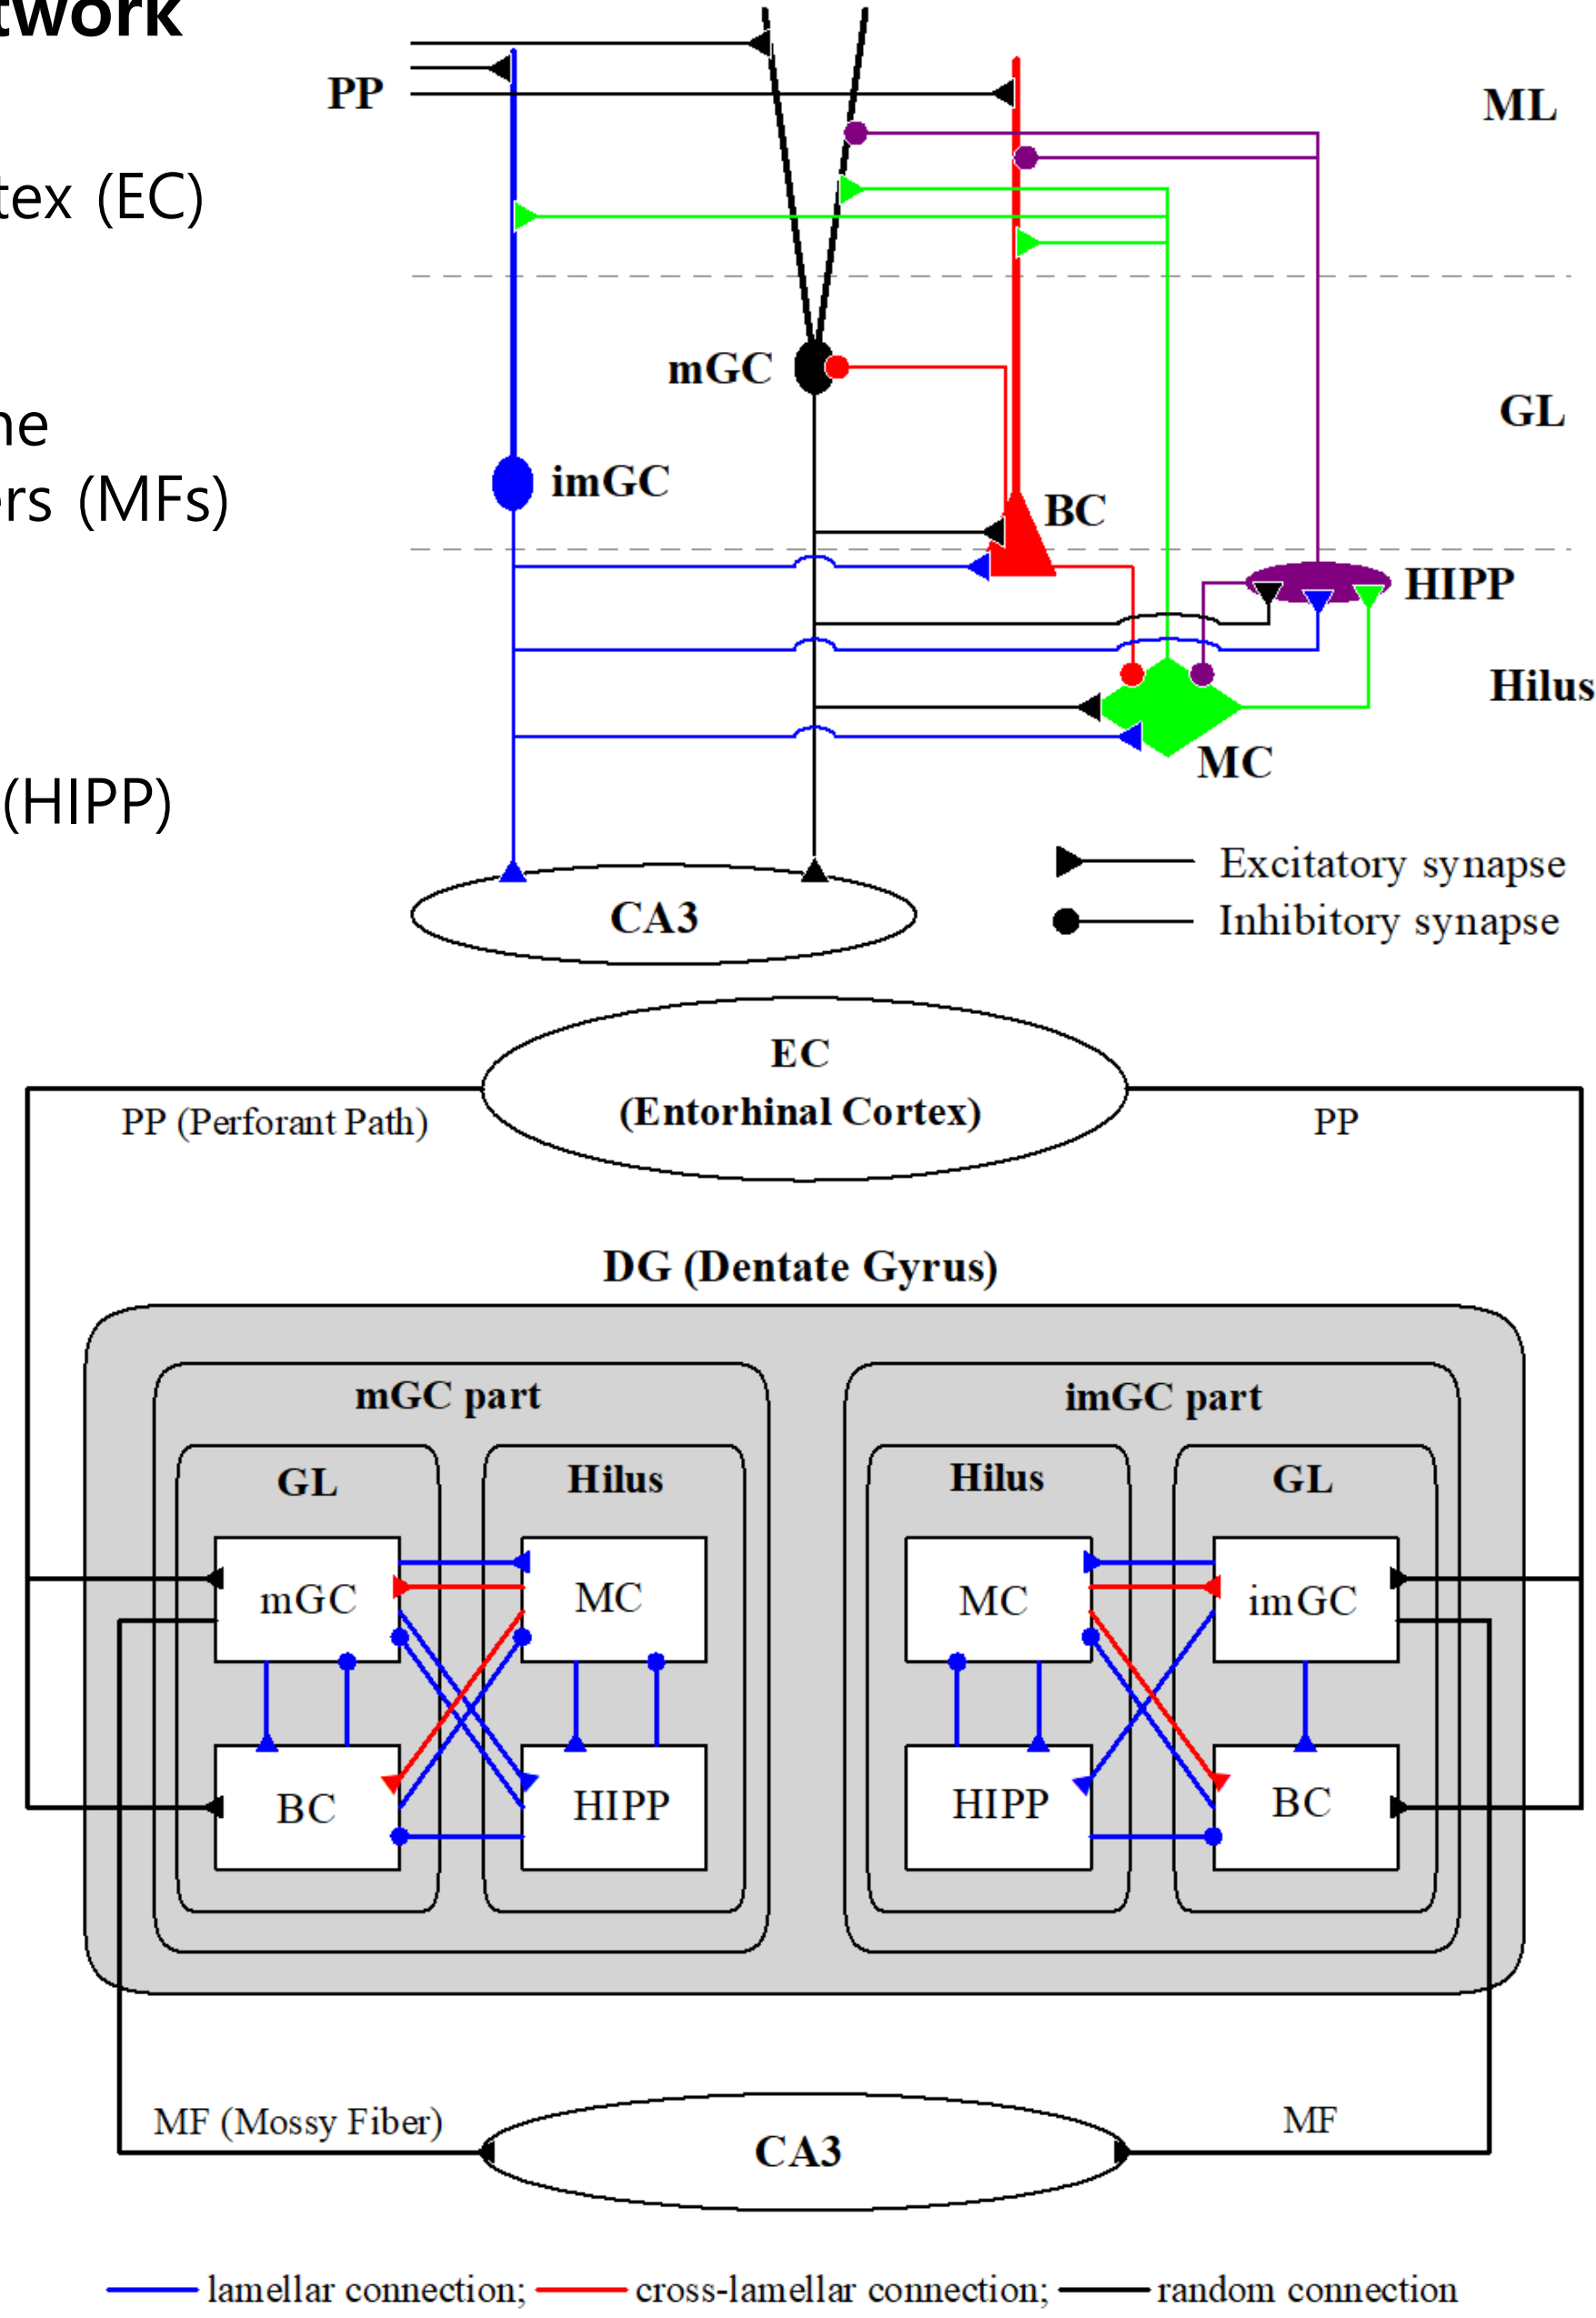 twork
PP
ML
tex (EC)
mGC
GL
ne
imGC
ers (MFs)
BC
HIPP
Hilus
MC
(HIPP)
Excitatory synapse
CA3
Inhibitory synapse
EC
(Entorhinal Cortex)
PP (Perforant Path)
PP
DG (Dentate Gyrus)
mGC part
imGC part
GL
Hilus
Hilus
GL
mGC
MC
MC
imGC
BC
HIPP
HIPP
BC
MF (Mossy Fiber)
MF
CA3
lamellar connection; cross-lamellar connection; random connection